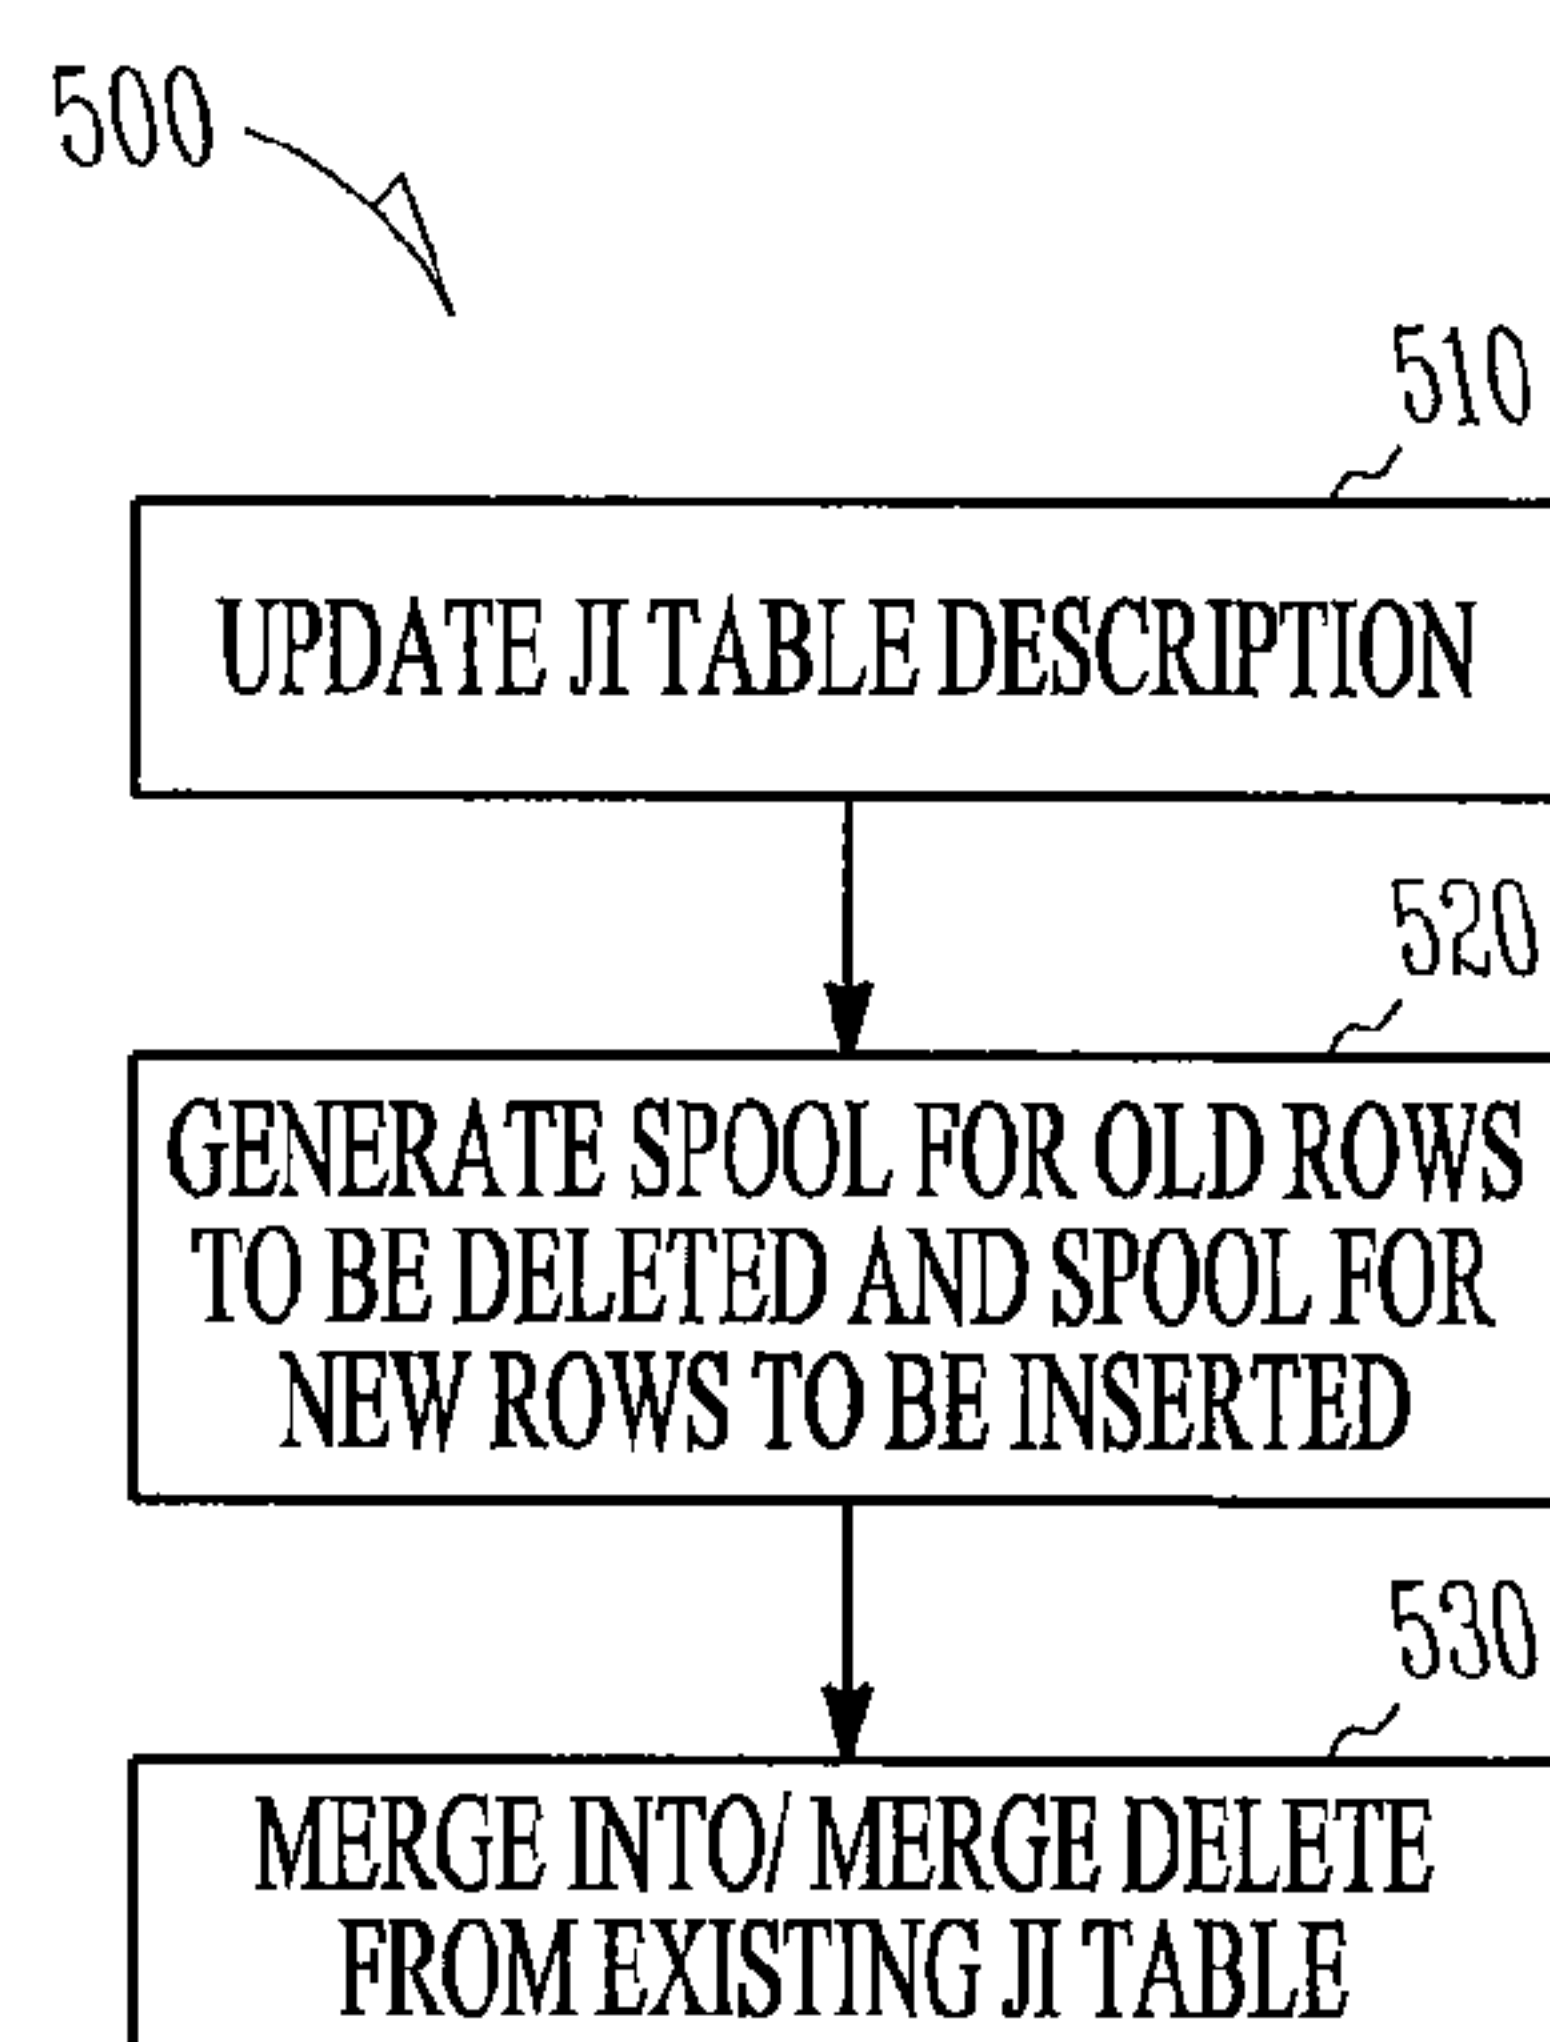 500
510
UPDATE JI TABLE DESCRIPTION
520
GENERATE SPOOL FOR OLD ROWS
TO BE DELETED AND SPOOL FOR
NEW ROWS TO BE INSERTED
530
MERGE INTO/ MERGE DELETE
FROM EXISTING JI TABLE